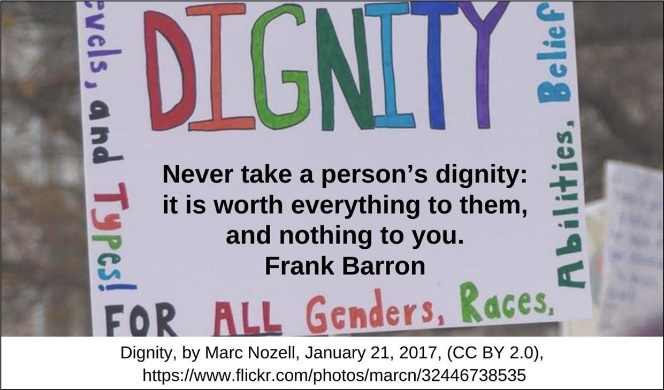 DIGNITY
Never take a person’s dignity:
it is worth everything to them,
and nothing to you.
Frank Barron
FOR ALL Genders, Races,
Abilities, Belief
evels, and Types!
Dignity, by Marc Nozell, January 21, 2017, (CC BY 2.0),
https://www.flickr.com/photos/marcn/32446738535